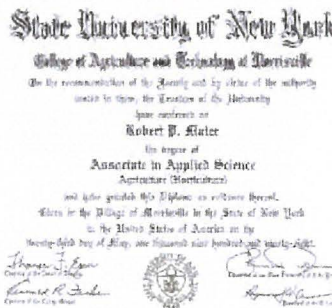 State University of New York
College of Agriculture and Technology at Morrisville
On the recommendation of the Faculty and by virtue of the authority
vested in them, the Trustees of the University
have conferred on
Robert P.
the degree of
Associate in Applied Science
Agriculture (Horticulture)
and have granted this Diploma as evidence thereof.
Given in the Village of Morrisville in the State of New York
in the United States of America on the
twenty-third day of May, one thousand nine hundred and ninety-eight.